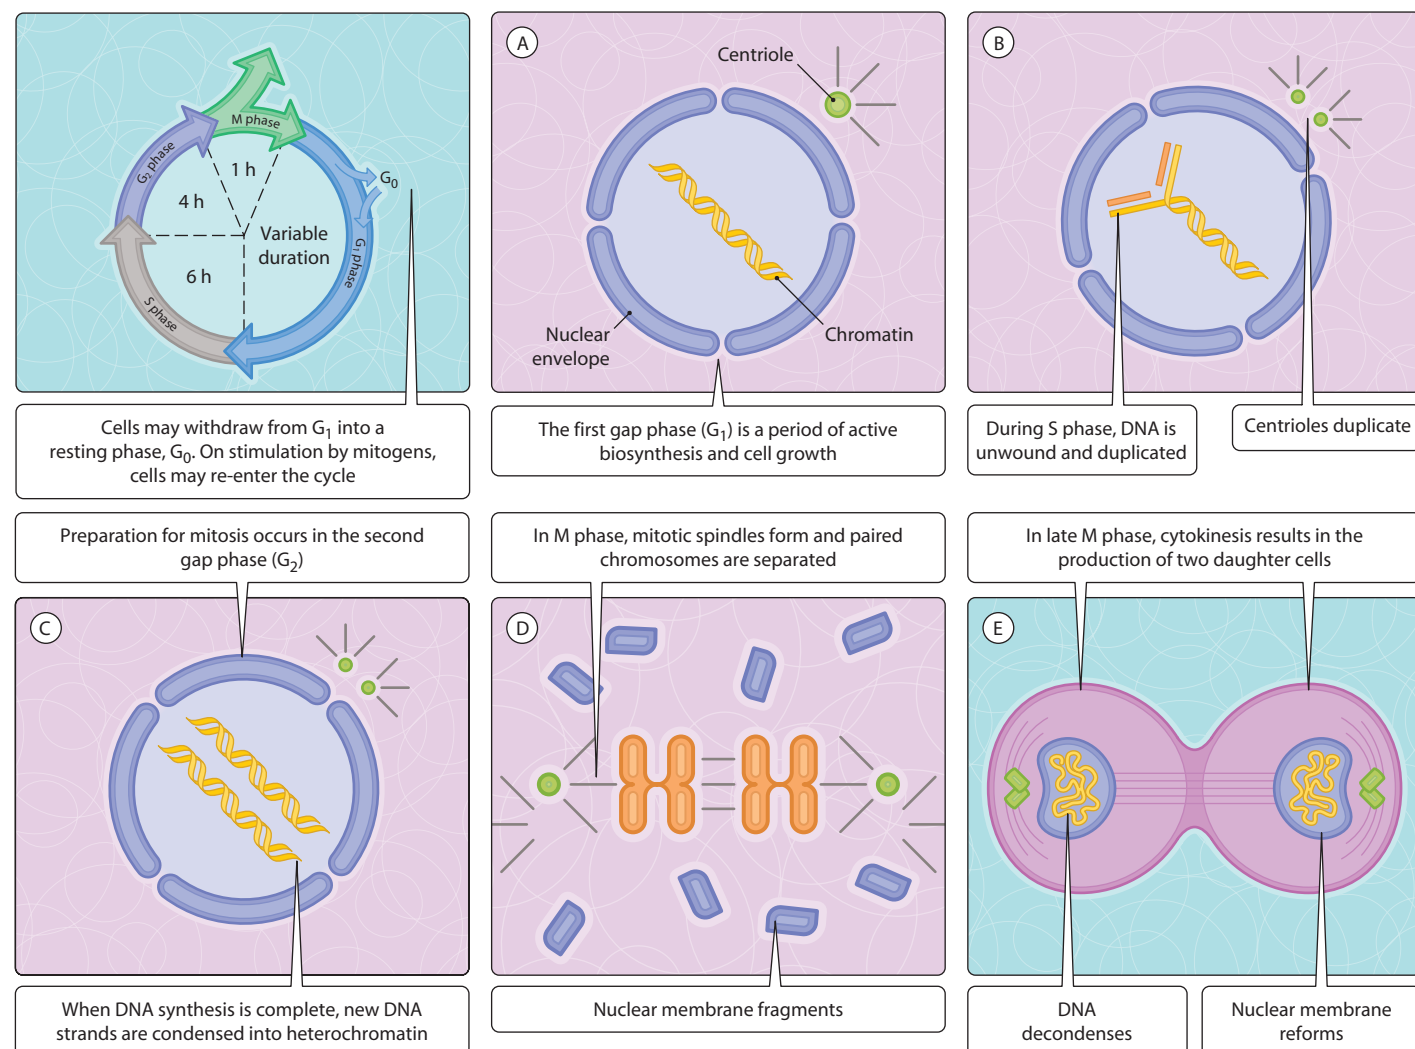 M phase
G₂ phase
1 h
G₀
4 h
Variable
duration
G₁ phase
6 h
S phase
Cells may withdraw from G₁ into a
resting phase, G₀. On stimulation by mitogens,
cells may re-enter the cycle
A
Centriole
Nuclear
envelope
Chromatin
The first gap phase (G₁) is a period of active
biosynthesis and cell growth
B
During S phase, DNA is
unwound and duplicated
Centrioles duplicate
Preparation for mitosis occurs in the second
gap phase (G₂)
C
When DNA synthesis is complete, new DNA
strands are condensed into heterochromatin
In M phase, mitotic spindles form and paired
chromosomes are separated
D
Nuclear membrane fragments
In late M phase, cytokinesis results in the
production of two daughter cells
E
DNA
decondenses
Nuclear membrane
reforms